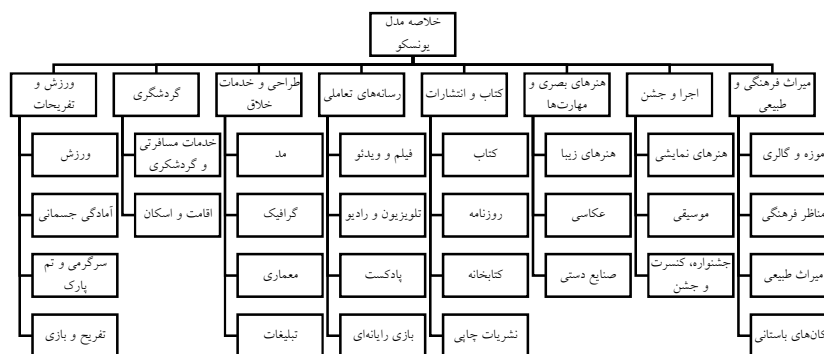 خلاصه مدل
یونسکو
میراث فرهنگی و
طبیعی
اجرا و جشن
هنرهای بصری و
مهارت‌ها
کتاب و انتشارات
رسانه‌های تعاملی
طراحی و خدمات
خلاق
گردشگری
ورزش و
تفریحات
موزه و گالری
هنرهای نمایشی
هنرهای زیبا
کتاب
فیلم و ویدئو
مد
خدمات مسافرتی
و گردشگری
ورزش
مناظر فرهنگی
موسیقی
عکاسی
روزنامه
تلویزیون و رادیو
گرافیک
اقامت و اسکان
آمادگی جسمانی
میراث طبیعی
جشنواره، کنسرت
و جشن
صنایع دستی
کتابخانه
پادکست
معماری
سرگرمی و تم
پارک
باستانی
نشریات چاپی
بازی رایانه‌ای
تبلیغات
تفریح و بازی